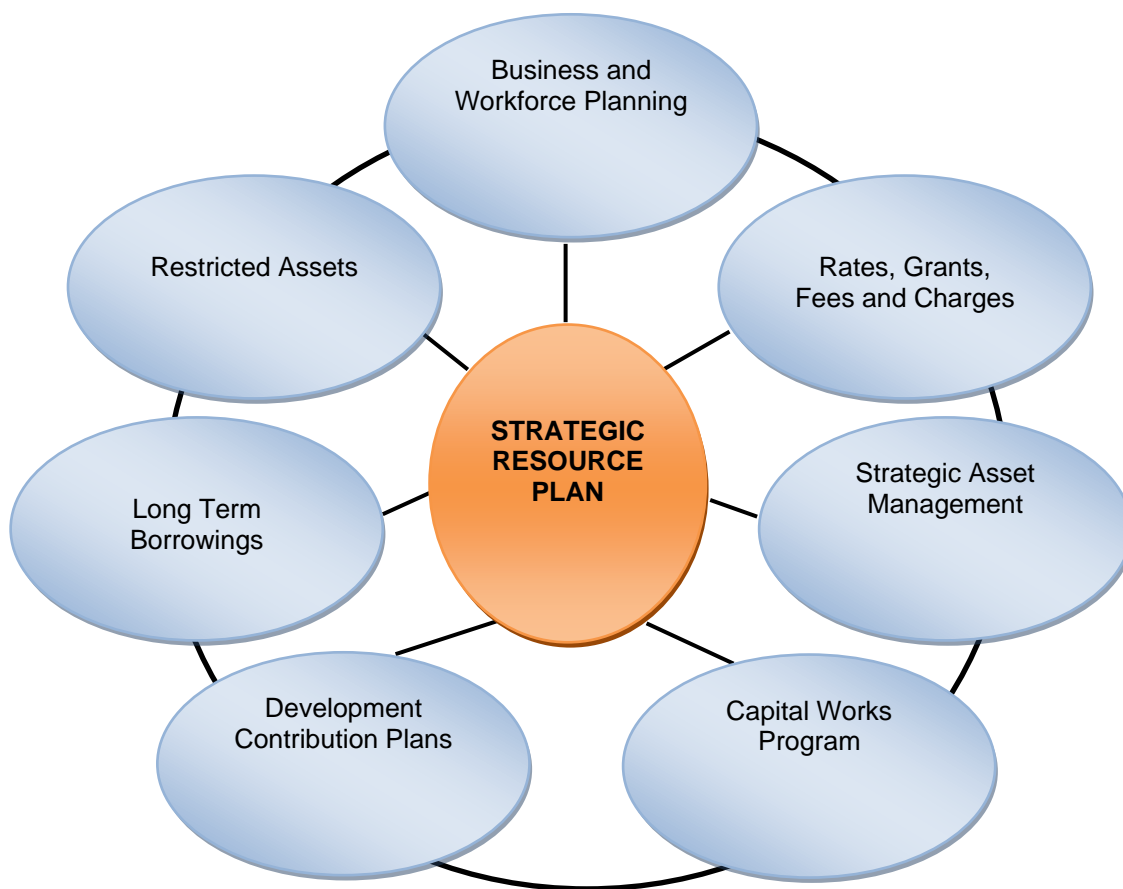 Business and
Workforce Planning
Restricted Assets
Rates, Grants,
Fees and Charges
STRATEGIC
RESOURCE
PLAN
Strategic Asset
Management
Long Term
Borrowings
Development
Contribution Plans
Capital Works
Program